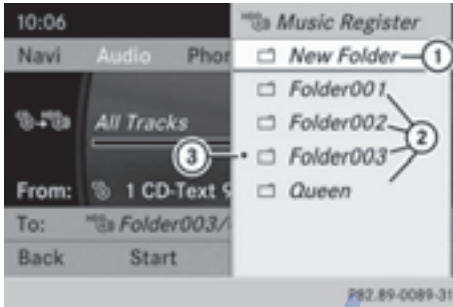 10:06
Music Register
Navi Audio Phon
New Folder
1
Folder001
Folder002
2
All Tracks
3
Folder003
From: 1 CD-Text 9
Queen
To: Folder003/
Back Start
P82.89-0089-31